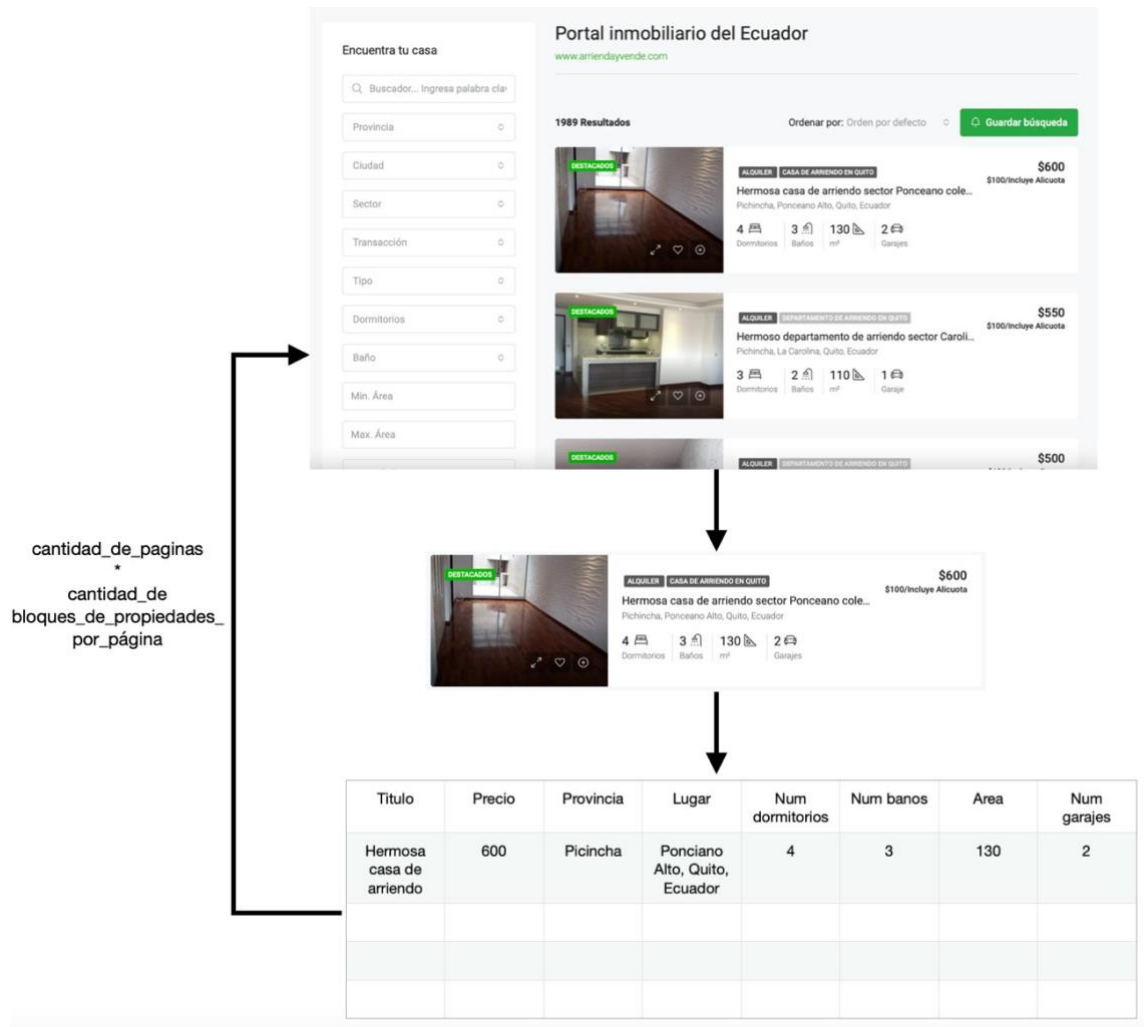 Encuentra tu casa
Buscador... Ingresa palabra cla
Provincia
Ciudad
Sector
Transacción
Tipo
Dormitorios
Baño
Min. Área
Max. Área
Portal inmobiliario del Ecuador
www.arriendayvende.com
1989 Resultados
Ordenar por: Orden por defecto
Guardar búsqueda
DESTACADOS
ALQUILER CASA DE ARRIENDO EN QUITO
$600
$100/Incluye Alicuota
Hermosa casa de arriendo sector Ponceano cole...
Pichincha, Ponceano Alto, Quito, Ecuador
4 3 130 2
Dormitorios Baños m² Garajes
DESTACADOS
ALQUILER DEPARTAMENTO DE ARRIENDO EN QUITO
$550
$100/Incluye Alicuota
Hermoso departamento de arriendo sector Caroli...
Pichincha, La Carolina, Quito, Ecuador
3 2 110 1
Dormitorios Baños m² Garaje
DESTACADOS
ALQUILER DEPARTAMENTO DE ARRIENDO EN QUITO
$500
cantidad_de_paginas
*
cantidad_de
bloques_de_propiedades_
por_página
DESTACADOS
ALQUILER CASA DE ARRIENDO EN QUITO
$600
$100/Incluye Alicuota
Hermosa casa de arriendo sector Ponceano cole...
Pichincha, Ponceano Alto, Quito, Ecuador
4 3 130 2
Dormitorios Baños m² Garajes
Titulo Precio Provincia Lugar Num dormitorios Num banos Area Num garajes
Hermosa casa de arriendo 600 Picincha Ponciano Alto, Quito, Ecuador 4 3 130 2